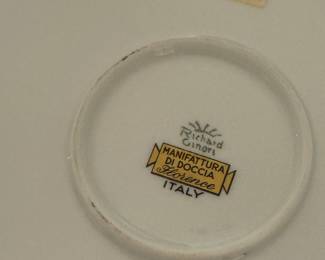 Richard
Ginori
MANIFATTURA
DI DOCCIA
Florence
ITALY